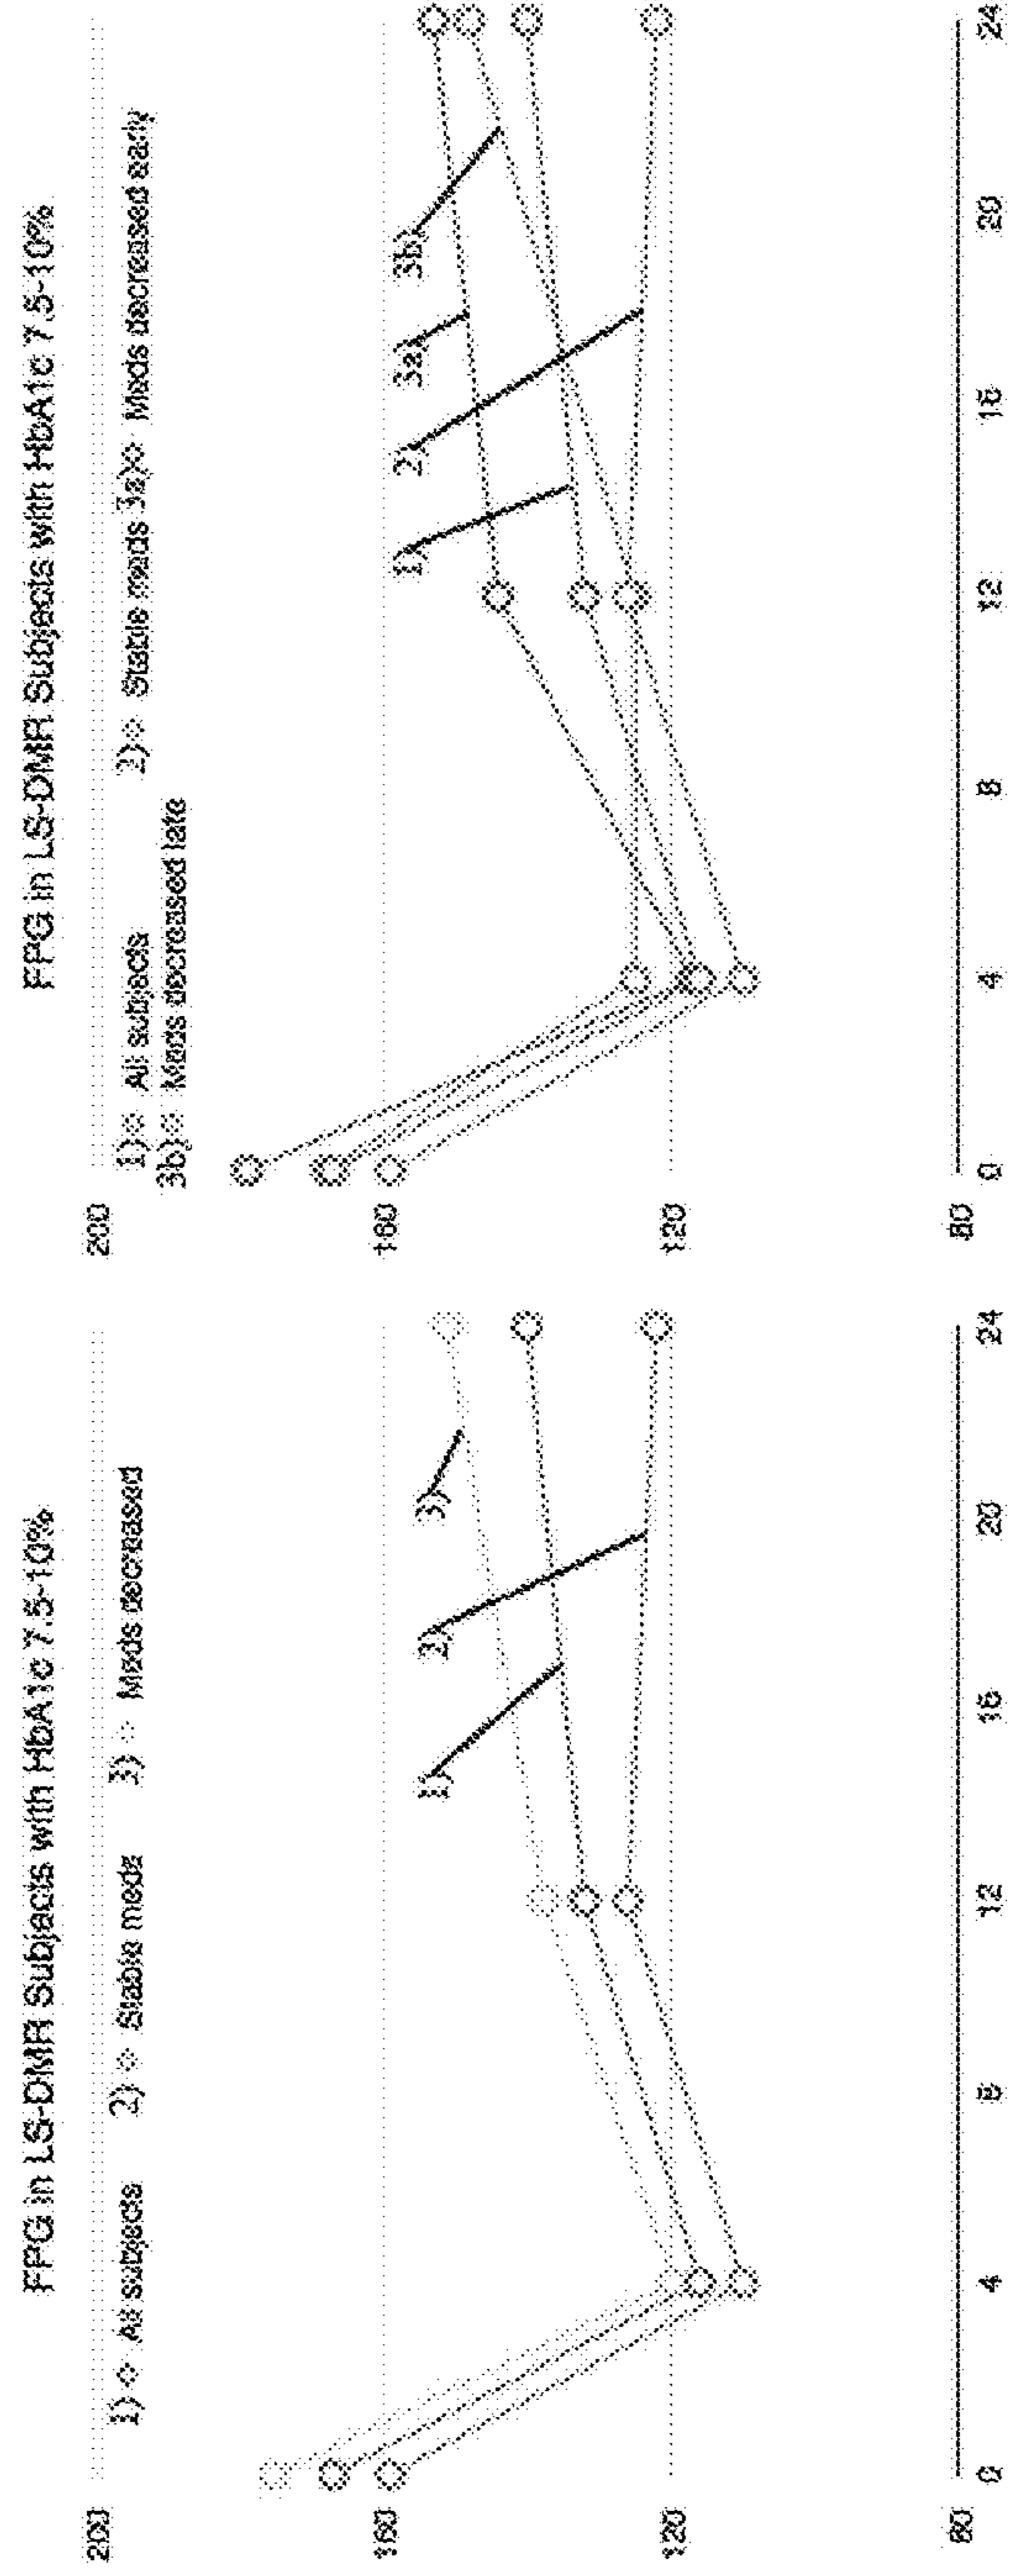 FPG in LS-DMR Subjects with HbA1c 7.5-10%
1) All subjects 2) Stable meds 3) Meds decreased
200
160
120
80
1)
2)
3)
0 4 8 12 16 20 24
FPG in LS-DMR Subjects with HbA1c 7.5-10%
1) All subjects 2) Stable meds 3a) Meds decreased early
3b) Meds decreased late
200
160
120
80
1)
2)
3a)
3b)
0 4 8 12 16 20 24